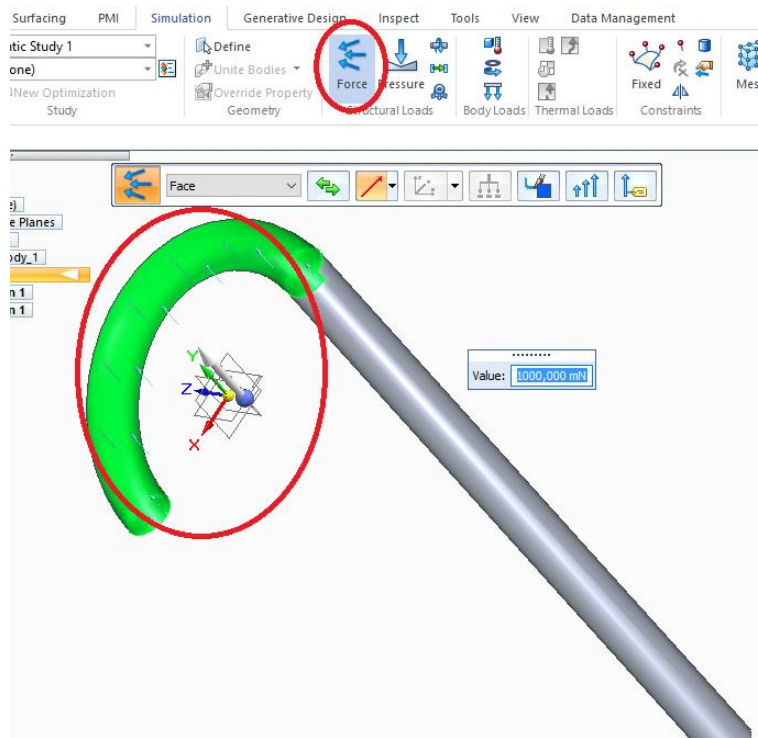 Surfacing PMI Simulation Generative Design Inspect Tools View Data Management
tic Study 1
one)
New Optimization
Study
Define
Unite Bodies
Override Property
Geometry
Force
Pressure
Structural Loads
Body Loads
Thermal Loads
Fixed
Constraints
Mes
Face
e)
e Planes
ody_1
n 1
n 1
Y
Z
X
Value: 1000,000 mN